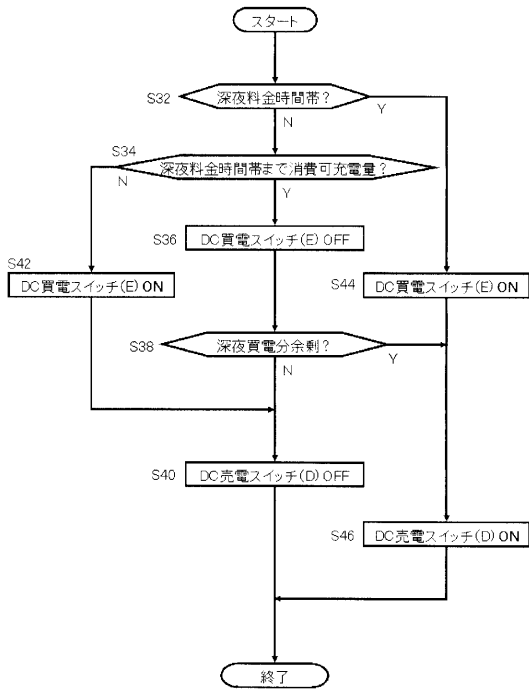 スタート
S32
深夜料金時間帯?
Y
N
S34
深夜料金時間帯まで消費可充電量?
N
Y
S36
DC買電スイッチ(E) OFF
S42
DC買電スイッチ(E) ON
S44
DC買電スイッチ(E) ON
S38
深夜買電分余剰?
Y
N
S40
DC売電スイッチ(D) OFF
S46
DC売電スイッチ(D) ON
終了